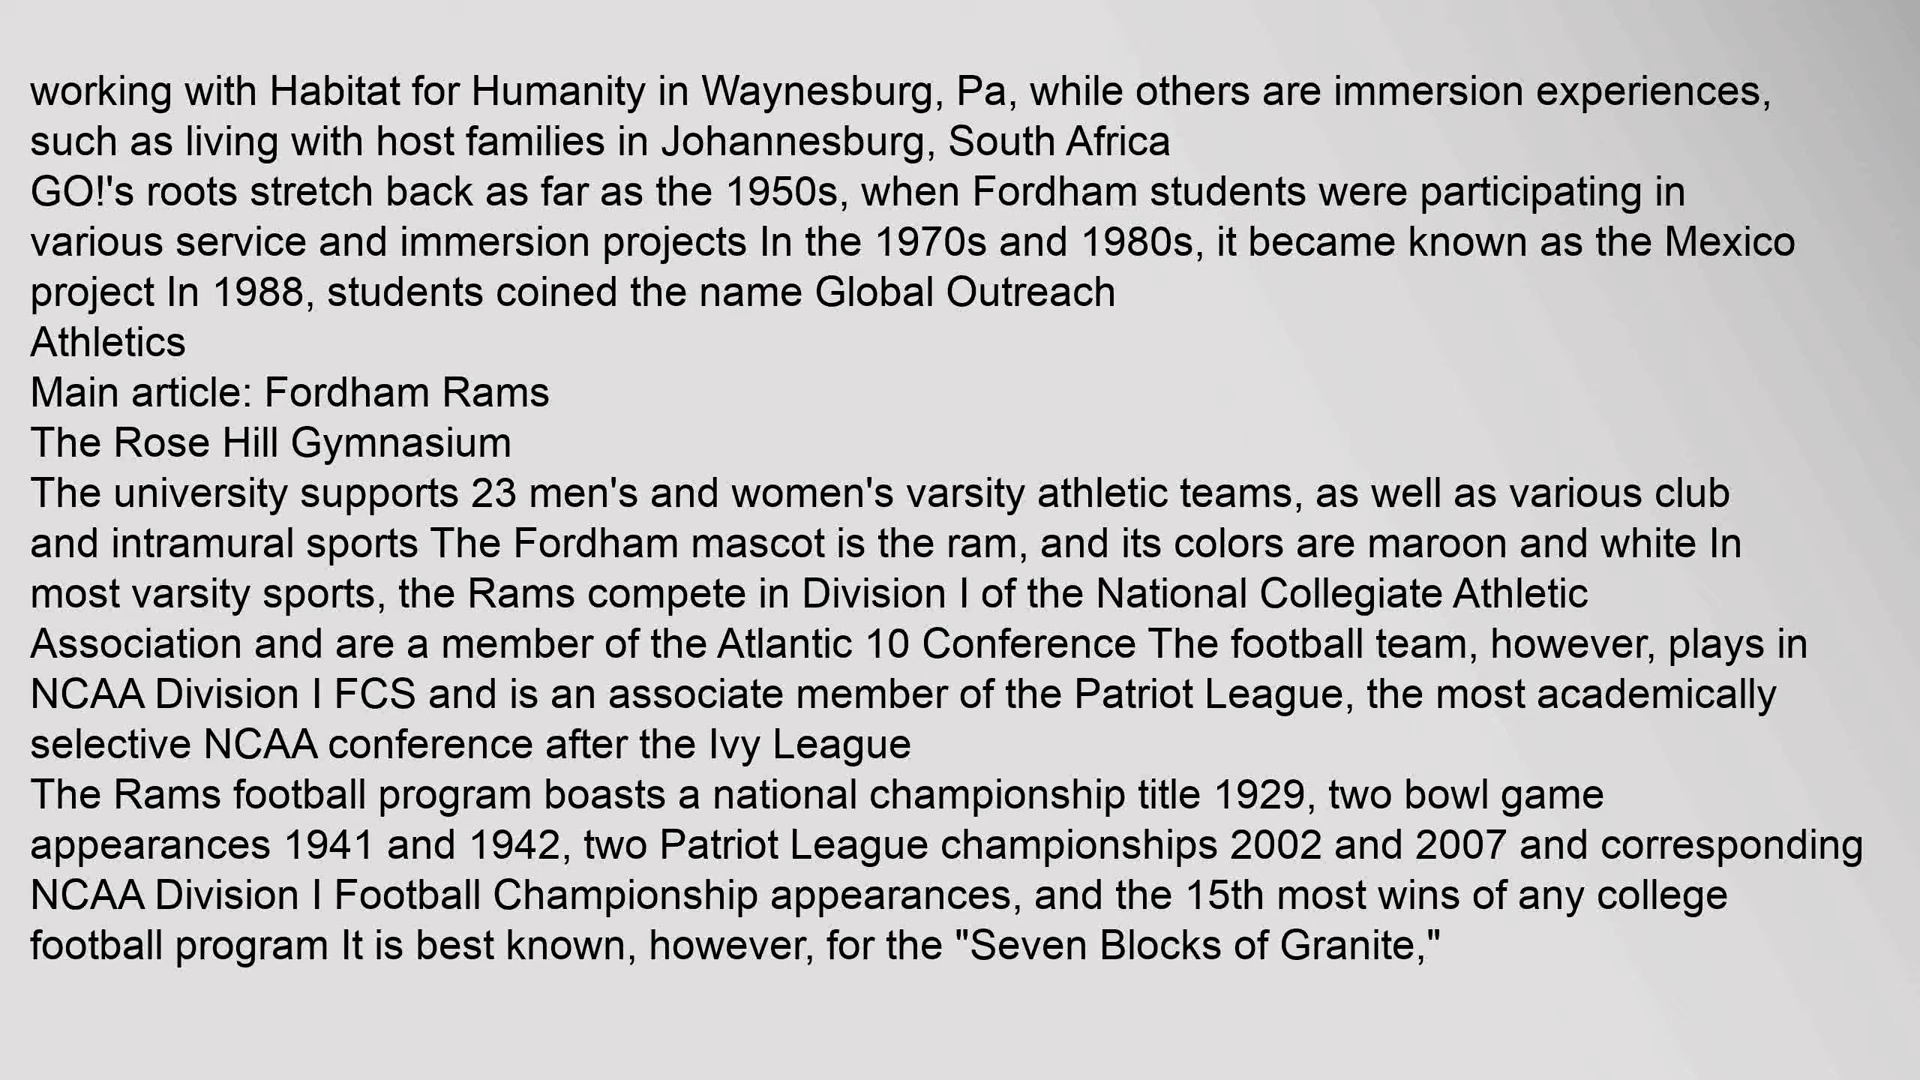 working with Habitat for Humanity in Waynesburg, Pa, while others are immersion experiences,
such as living with host families in Johannesburg, South Africa
GO!'s roots stretch back as far as the 1950s, when Fordham students were participating in
various service and immersion projects In the 1970s and 1980s, it became known as the Mexico
project In 1988, students coined the name Global Outreach
Athletics
Main article: Fordham Rams
The Rose Hill Gymnasium
The university supports 23 men's and women's varsity athletic teams, as well as various club
and intramural sports The Fordham mascot is the ram, and its colors are maroon and white In
most varsity sports, the Rams compete in Division I of the National Collegiate Athletic
Association and are a member of the Atlantic 10 Conference The football team, however, plays in
NCAA Division I FCS and is an associate member of the Patriot League, the most academically
selective NCAA conference after the Ivy League
The Rams football program boasts a national championship title 1929, two bowl game
appearances 1941 and 1942, two Patriot League championships 2002 and 2007 and corresponding
NCAA Division I Football Championship appearances, and the 15th most wins of any college
football program It is best known, however, for the "Seven Blocks of Granite,"